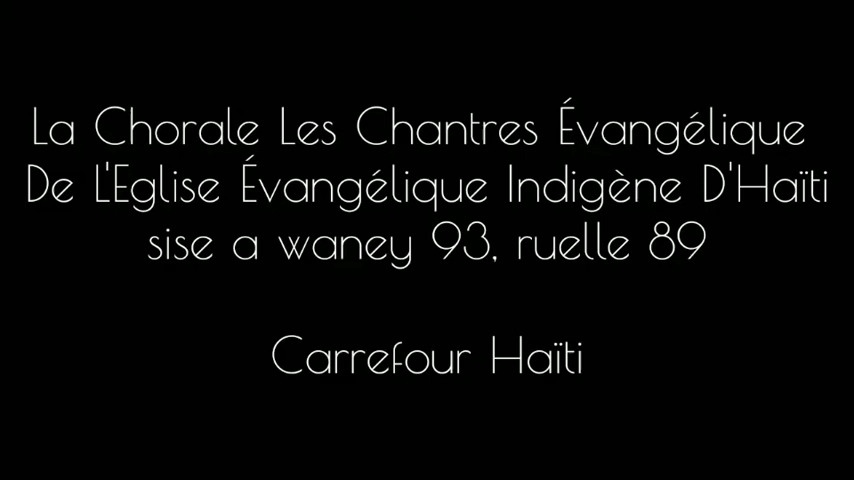 La Chorale Les Chantres Évangélique
De L'Eglise Évangélique Indigène D'Haïti
sise a waney 93, ruelle 89
Carrefour Haïti